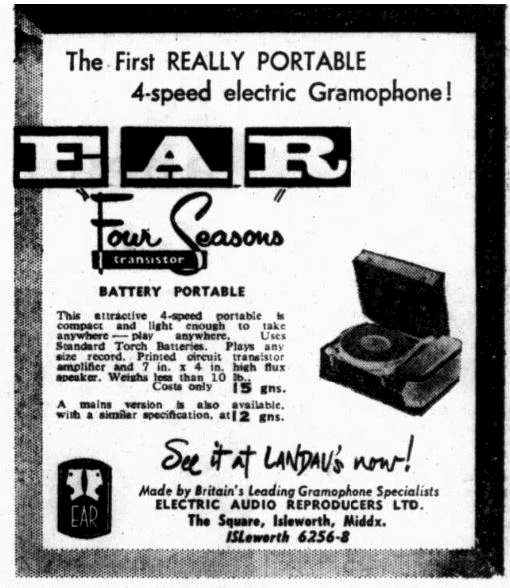 The First REALLY PORTABLE
4-speed electric Gramophone!
EAR
"Four Seasons"
transistor
BATTERY PORTABLE
This attractive 4-speed portable is
compact and light enough to take
anywhere — play anywhere. Uses
Standard Torch Batteries. Plays any
size record. Printed circuit transistor
amplifier and 7 in. x 4 in. high flux
speaker. Weighs less than 10 lb..
Costs only 15 gns.
A mains version is also available,
with a similar specification, at 12 gns.
See it at LANDAU's now!
EAR
Made by Britain's Leading Gramophone Specialists
ELECTRIC AUDIO REPRODUCERS LTD.
The Square, Isleworth, Middx.
ISLeworth 6256-8